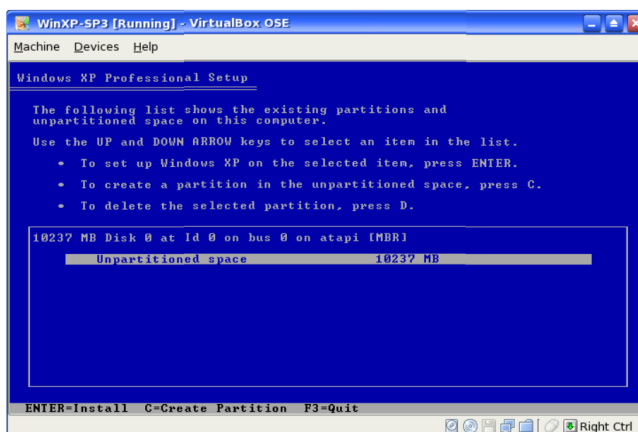 WinXP-SP3 [Running] - VirtualBox OSE
Machine Devices Help
Windows XP Professional Setup
The following list shows the existing partitions and
unpartitioned space on this computer.
Use the UP and DOWN ARROW keys to select an item in the list.
• To set up Windows XP on the selected item, press ENTER.
• To create a partition in the unpartitioned space, press C.
• To delete the selected partition, press D.
10237 MB Disk 0 at Id 0 on bus 0 on atapi [MBR]
Unpartitioned space 10237 MB
ENTER=Install C=Create Partition F3=Quit
Right Ctrl